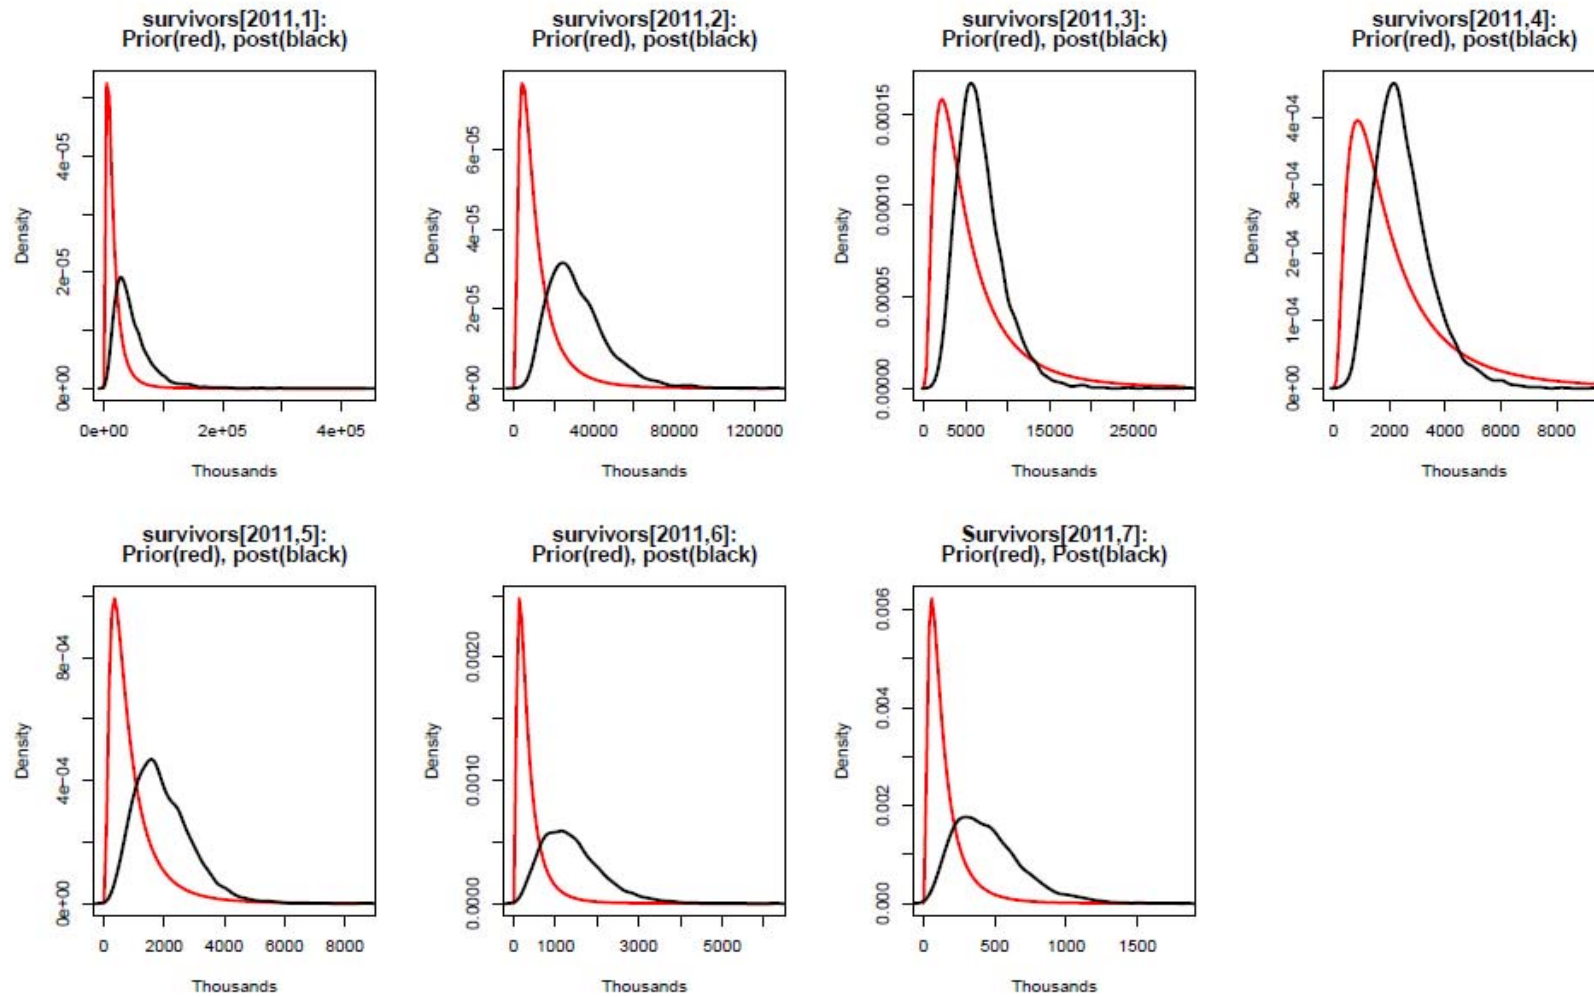 survivors[2011,1]:
Prior(red), post(black)
Density
0e+00 2e-05 4e-05
0e+00 2e+05 4e+05
Thousands
survivors[2011,2]:
Prior(red), post(black)
Density
0e+00 2e-05 4e-05 6e-05
0 40000 80000 120000
Thousands
survivors[2011,3]:
Prior(red), post(black)
Density
0.00000 0.00005 0.00010 0.00015
0 5000 15000 25000
Thousands
survivors[2011,4]:
Prior(red), post(black)
Density
0e+00 1e-04 2e-04 3e-04 4e-04
0 2000 4000 6000 8000
Thousands
survivors[2011,5]:
Prior(red), post(black)
Density
0e+00 4e-04 8e-04
0 2000 4000 6000 8000
Thousands
survivors[2011,6]:
Prior(red), post(black)
Density
0.0000 0.0010 0.0020
0 1000 3000 5000
Thousands
Survivors[2011,7]:
Prior(red), Post(black)
Density
0.000 0.002 0.004 0.006
0 500 1000 1500
Thousands